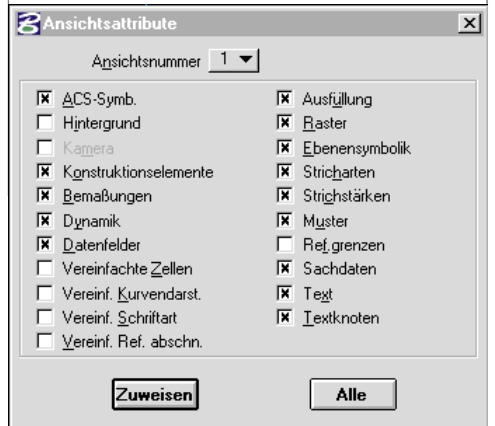 Ansichtsattribute
Ansichtsnummer 1
ACS-Symb.
Hintergrund
Kamera
Konstruktionselemente
Bemaßungen
Dynamik
Datenfelder
Vereinfachte Zellen
Vereinf. Kurvendarst.
Vereinf. Schriftart
Vereinf. Ref. abschn.
Ausfüllung
Raster
Ebenensymbolik
Stricharten
Strichstärken
Muster
Ref.grenzen
Sachdaten
Text
Textknoten
Zuweisen
Alle